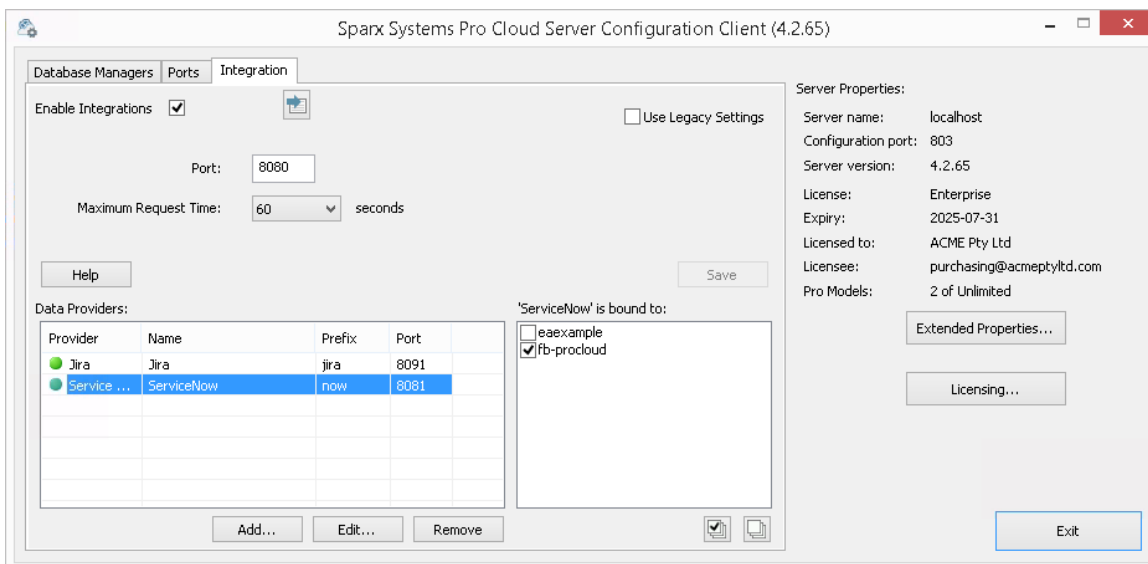 Sparx Systems Pro Cloud Server Configuration Client (4.2.65)
Database Managers Ports Integration
Enable Integrations
Use Legacy Settings
Port: 8080
Maximum Request Time: 60 seconds
Help Save
Data Providers:
Provider Name Prefix Port
Jira Jira jira 8091
Service ... ServiceNow now 8081
Add... Edit... Remove
'ServiceNow' is bound to:
eaexample
fb-procloud
Server Properties:
Server name: localhost
Configuration port: 803
Server version: 4.2.65
License: Enterprise
Expiry: 2025-07-31
Licensed to: ACME Pty Ltd
Licensee: purchasing@acmeptyltd.com
Pro Models: 2 of Unlimited
Extended Properties...
Licensing...
Exit